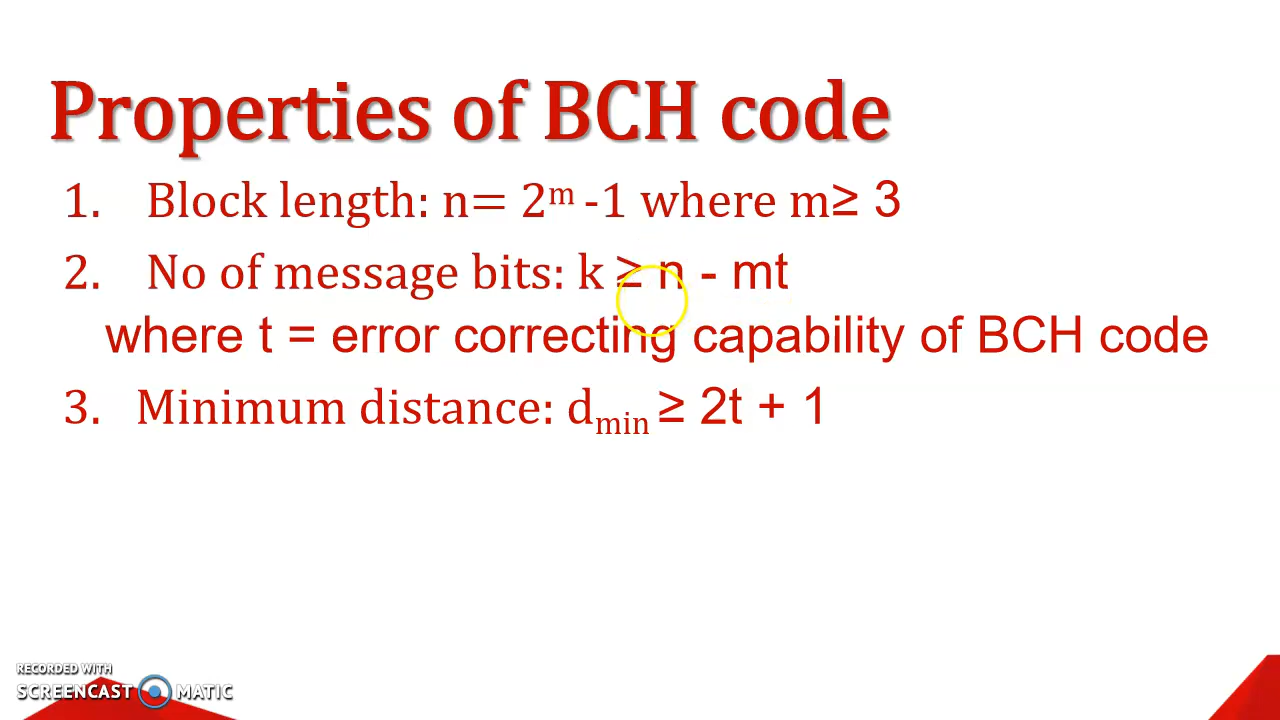 Properties of BCH code
1. Block length: n= 2ᵐ -1 where m≥ 3
2. No of message bits: k ≥ n - mt
where t = error correcting capability of BCH code
3. Minimum distance: dₘᵢₙ ≥ 2t + 1
RECORDED WITH
SCREENCAST MATIC